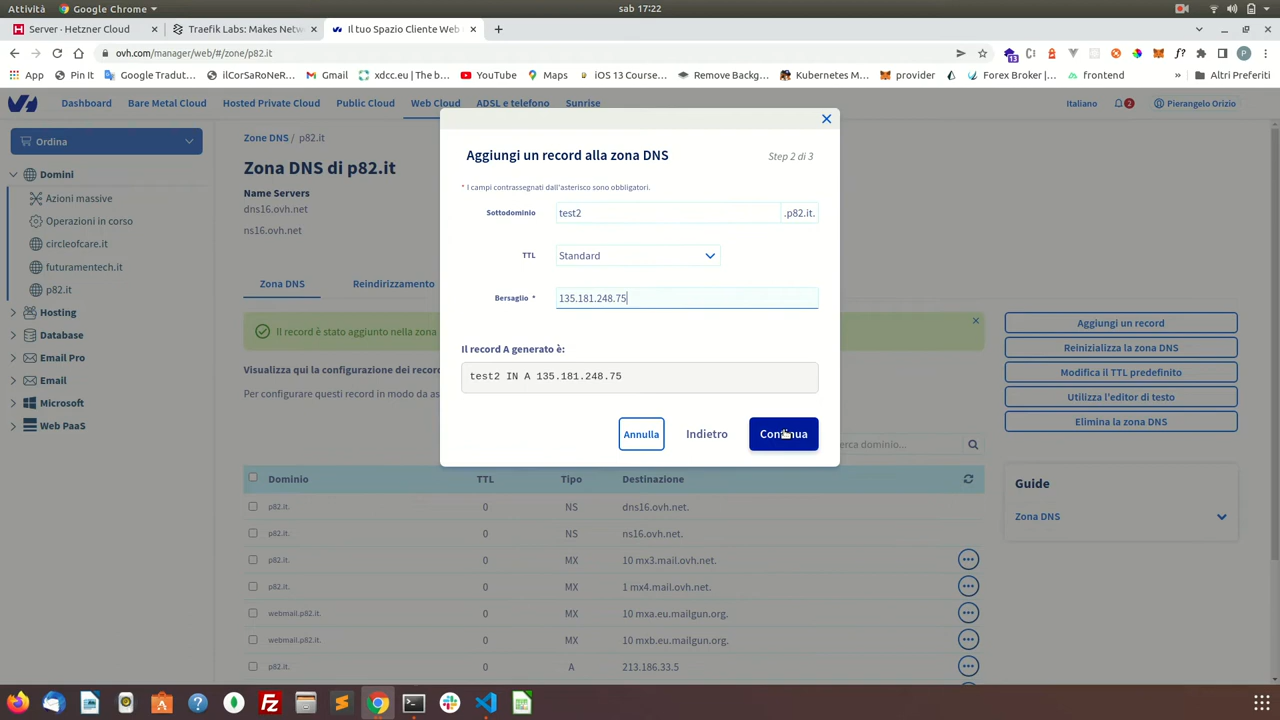 Attività
Google Chrome
sab 17:22
Server - Hetzner Cloud
Traefik Labs: Makes Netw
Il tuo Spazio Cliente Web
ovh.com/manager/web/#/zone/p82.it
13
P
App
Pin It
Google Tradut...
ilCorSaRoNeR...
Gmail
xdcc.eu | The b...
YouTube
Maps
iOS 13 Course...
Remove Backg...
Kubernetes M...
provider
Forex Broker |...
frontend
»
Altri Preferiti
Dashboard
Bare Metal Cloud
Hosted Private Cloud
Public Cloud
Web Cloud
ADSL e telefono
Sunrise
Italiano
2
Pierangelo Orizio
Ordina
Domini
Azioni massive
Operazioni in corso
circleofcare.it
futuramentech.it
p82.it
Hosting
Database
Email Pro
Email
Microsoft
Web PaaS
Zone DNS / p82.it
Zona DNS di p82.it
Name Servers
dns16.ovh.net
ns16.ovh.net
Zona DNS
Reindirizzamento
Il record è stato aggiunto nella zona
Visualizza qui la configurazione dei recor
Per configurare questi record in modo da as
Aggiungi un record alla zona DNS
Step 2 di 3
* I campi contrassegnati dall'asterisco sono obbligatori.
Sottodominio
test2
.p82.it.
TTL
Standard
Bersaglio *
135.181.248.75
Il record A generato è:
test2 IN A 135.181.248.75
Annulla
Indietro
Continua
Aggiungi un record
Reinizializza la zona DNS
Modifica il TTL predefinito
Utilizza l'editor di testo
Elimina la zona DNS
erca dominio...
Guide
Zona DNS
Dominio TTL Tipo Destinazione
p82.it. 0 NS dns16.ovh.net.
p82.it. 0 NS ns16.ovh.net.
p82.it. 0 MX 10 mx3.mail.ovh.net.
p82.it. 0 MX 1 mx4.mail.ovh.net.
webmail.p82.it. 0 MX 10 mxa.eu.mailgun.org.
webmail.p82.it. 0 MX 10 mxb.eu.mailgun.org.
p82.it. 0 A 213.186.33.5